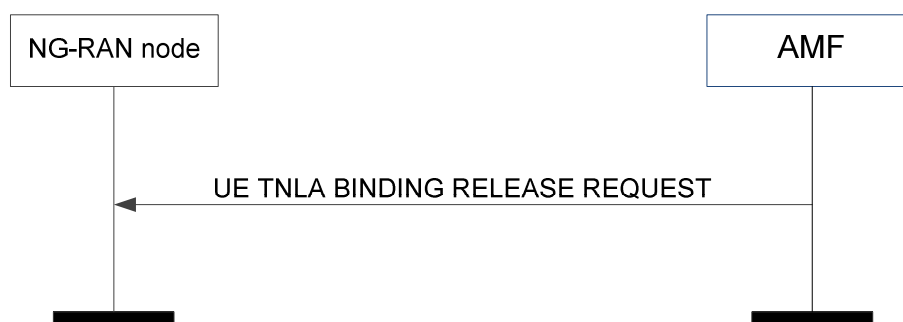 NG-RAN node
AMF
UE TNLA BINDING RELEASE REQUEST